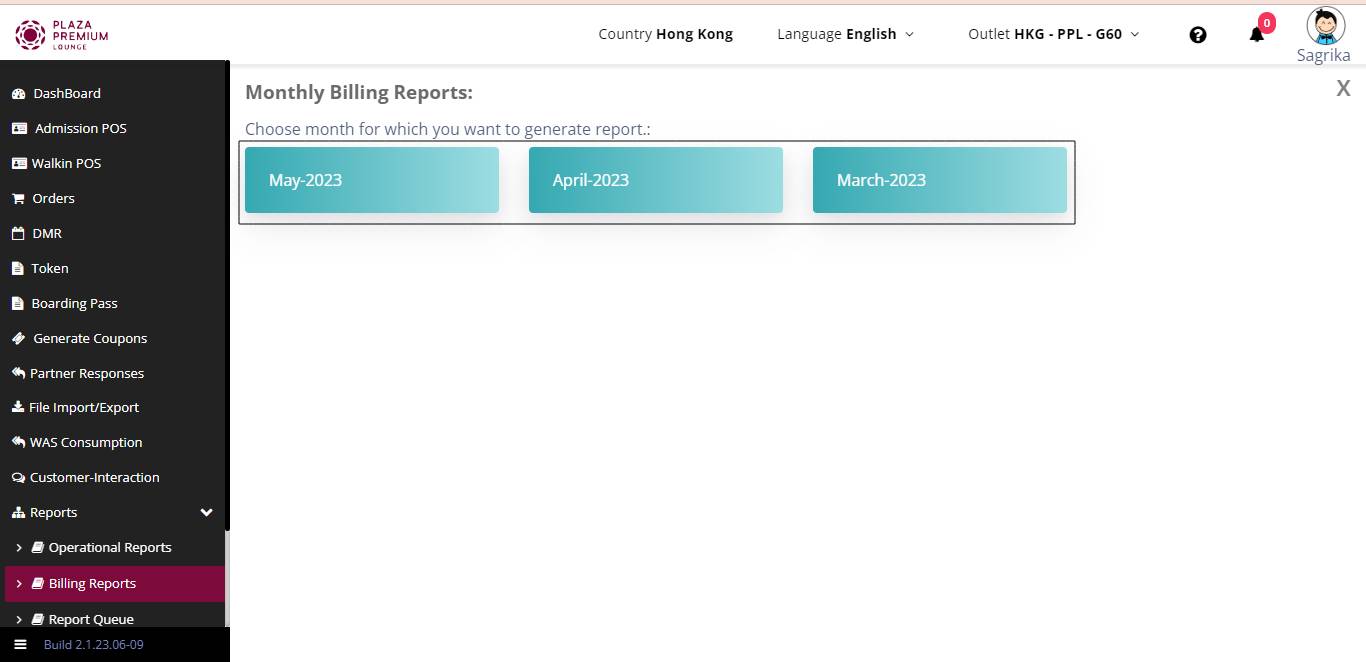 PLAZA
PREMIUM
LOUNGE
Country Hong Kong
Language English
Outlet HKG - PPL - G60
0
Sagrika
DashBoard
Admission POS
Walkin POS
Orders
DMR
Token
Boarding Pass
Generate Coupons
Partner Responses
File Import/Export
WAS Consumption
Customer-Interaction
Reports
Operational Reports
Billing Reports
Report Queue
Build 2.1.23.06-09
Monthly Billing Reports:
X
Choose month for which you want to generate report.:
May-2023
April-2023
March-2023